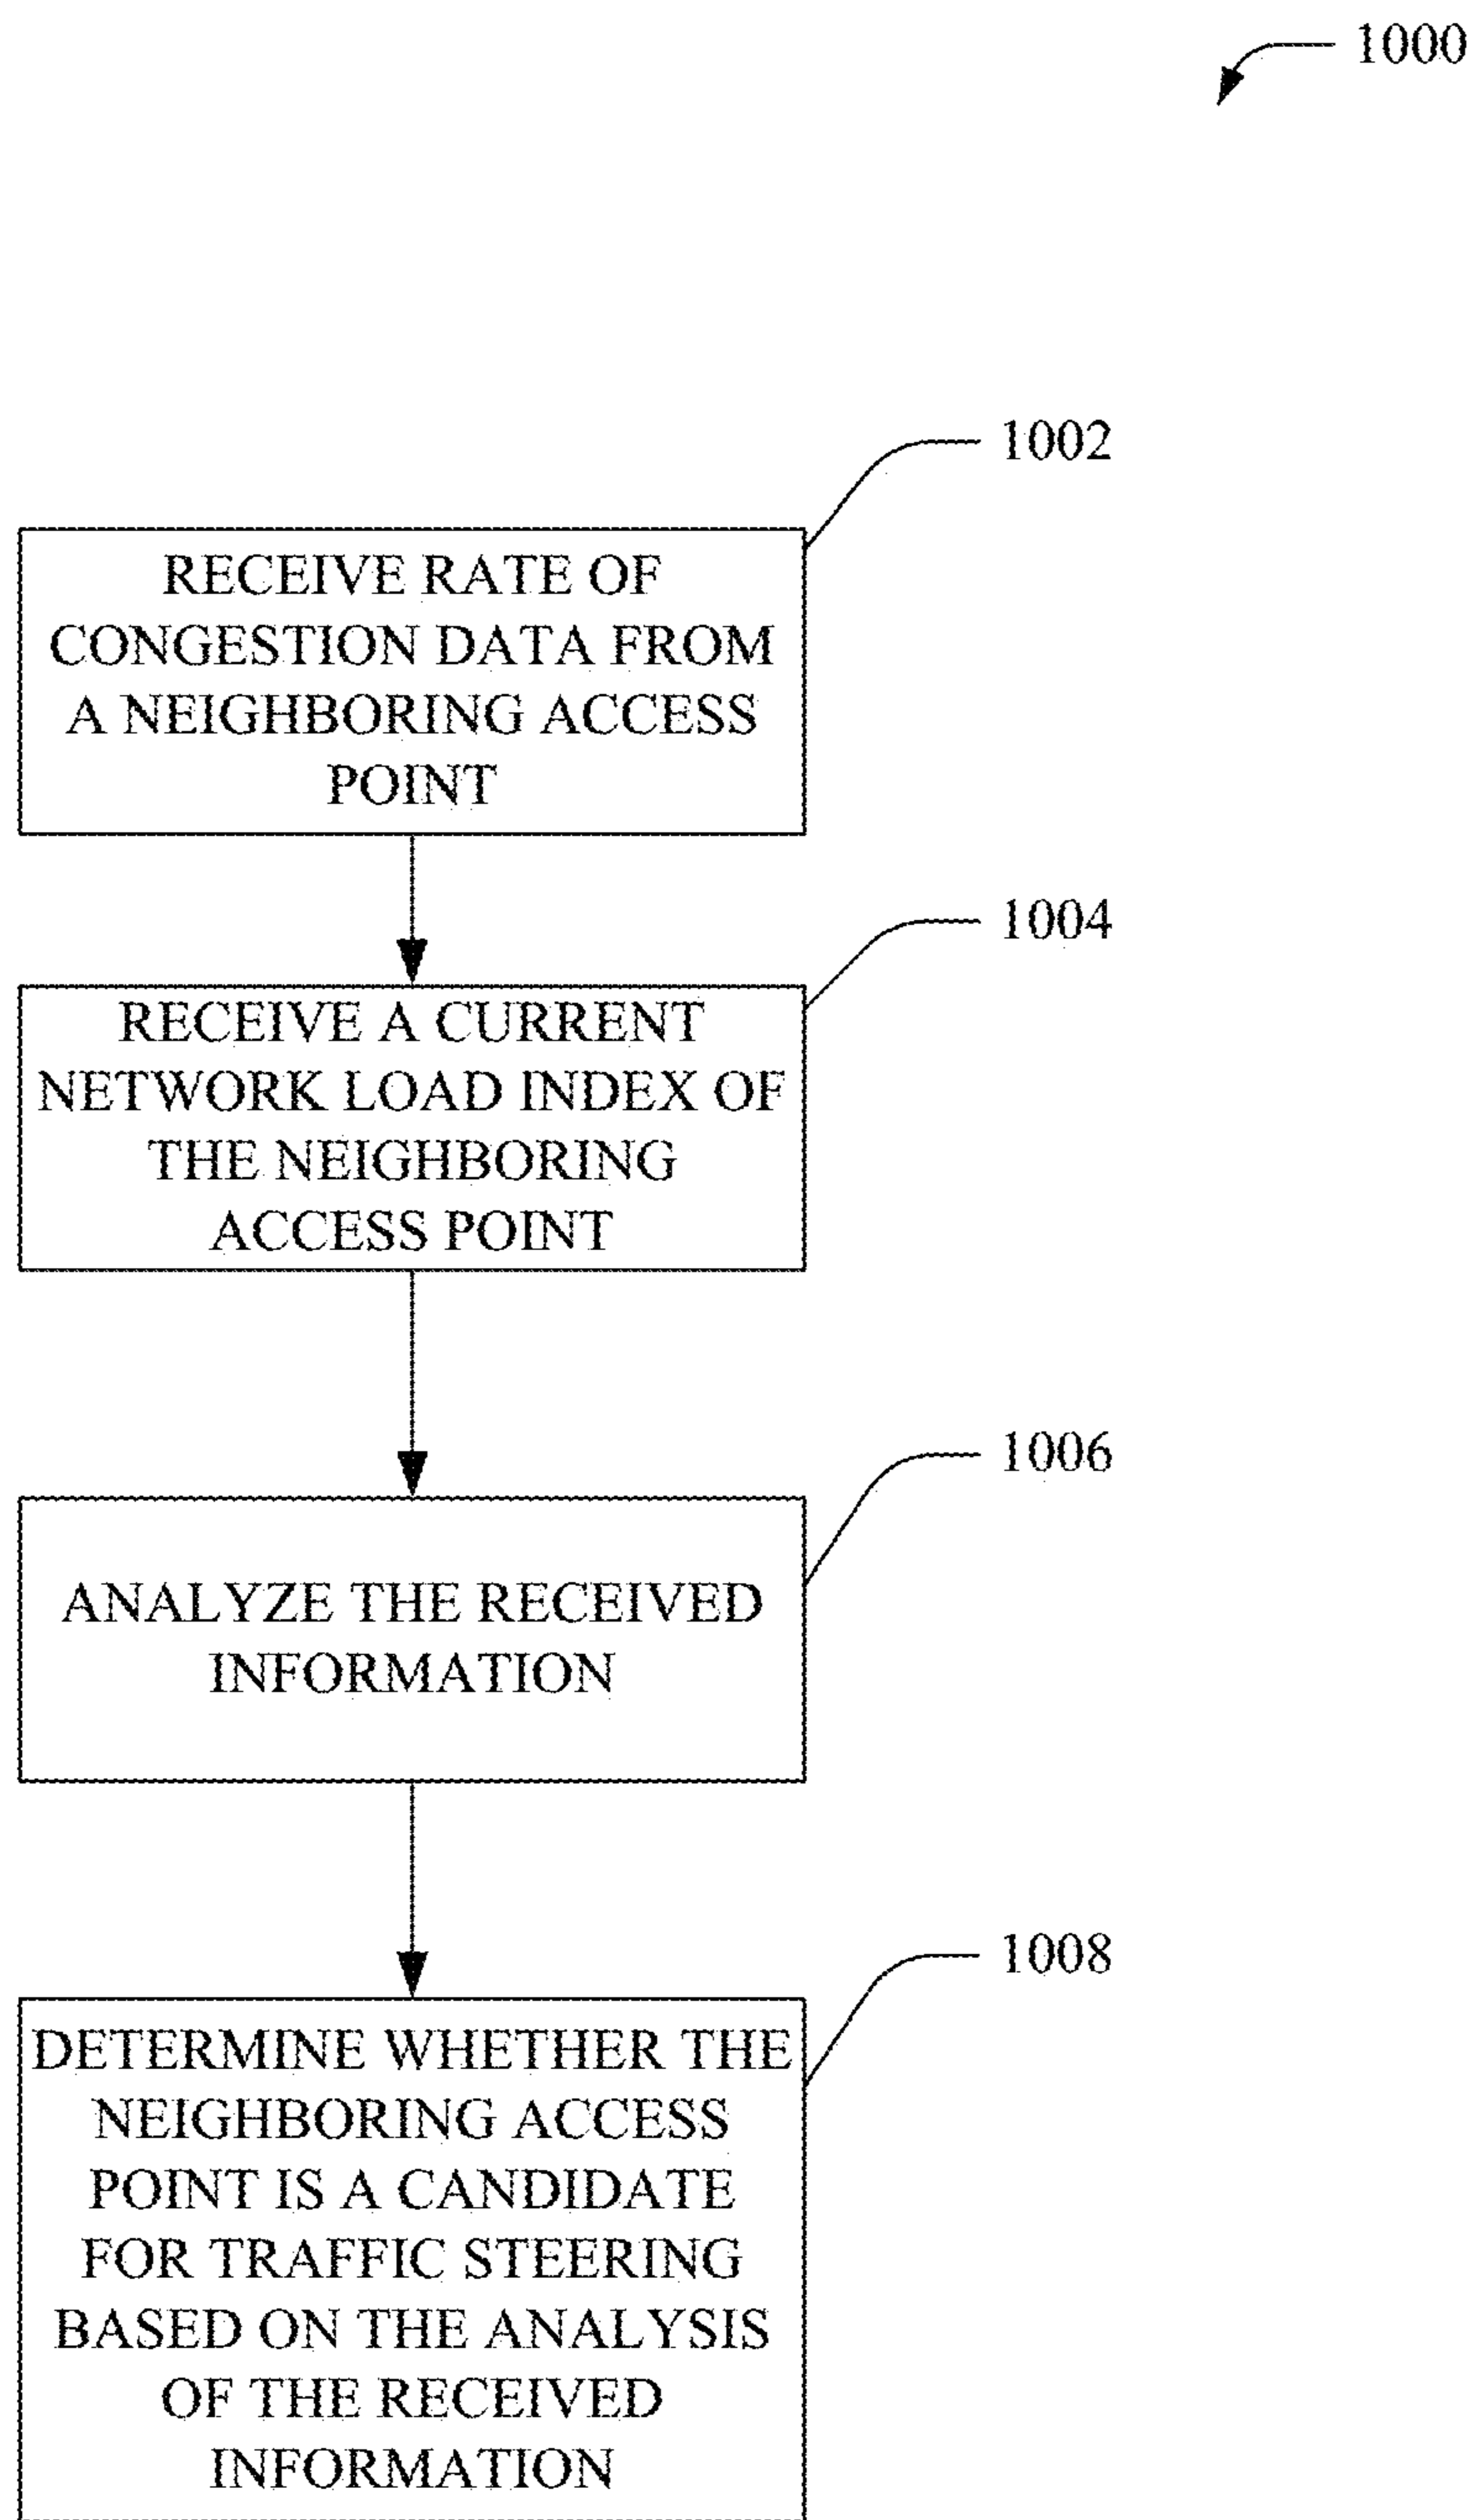 1000
1002
RECEIVE RATE OF
CONGESTION DATA FROM
A NEIGHBORING ACCESS
POINT
1004
RECEIVE A CURRENT
NETWORK LOAD INDEX OF
THE NEIGHBORING
ACCESS POINT
1006
ANALYZE THE RECEIVED
INFORMATION
1008
DETERMINE WHETHER THE
NEIGHBORING ACCESS
POINT IS A CANDIDATE
FOR TRAFFIC STEERING
BASED ON THE ANALYSIS
OF THE RECEIVED
INFORMATION